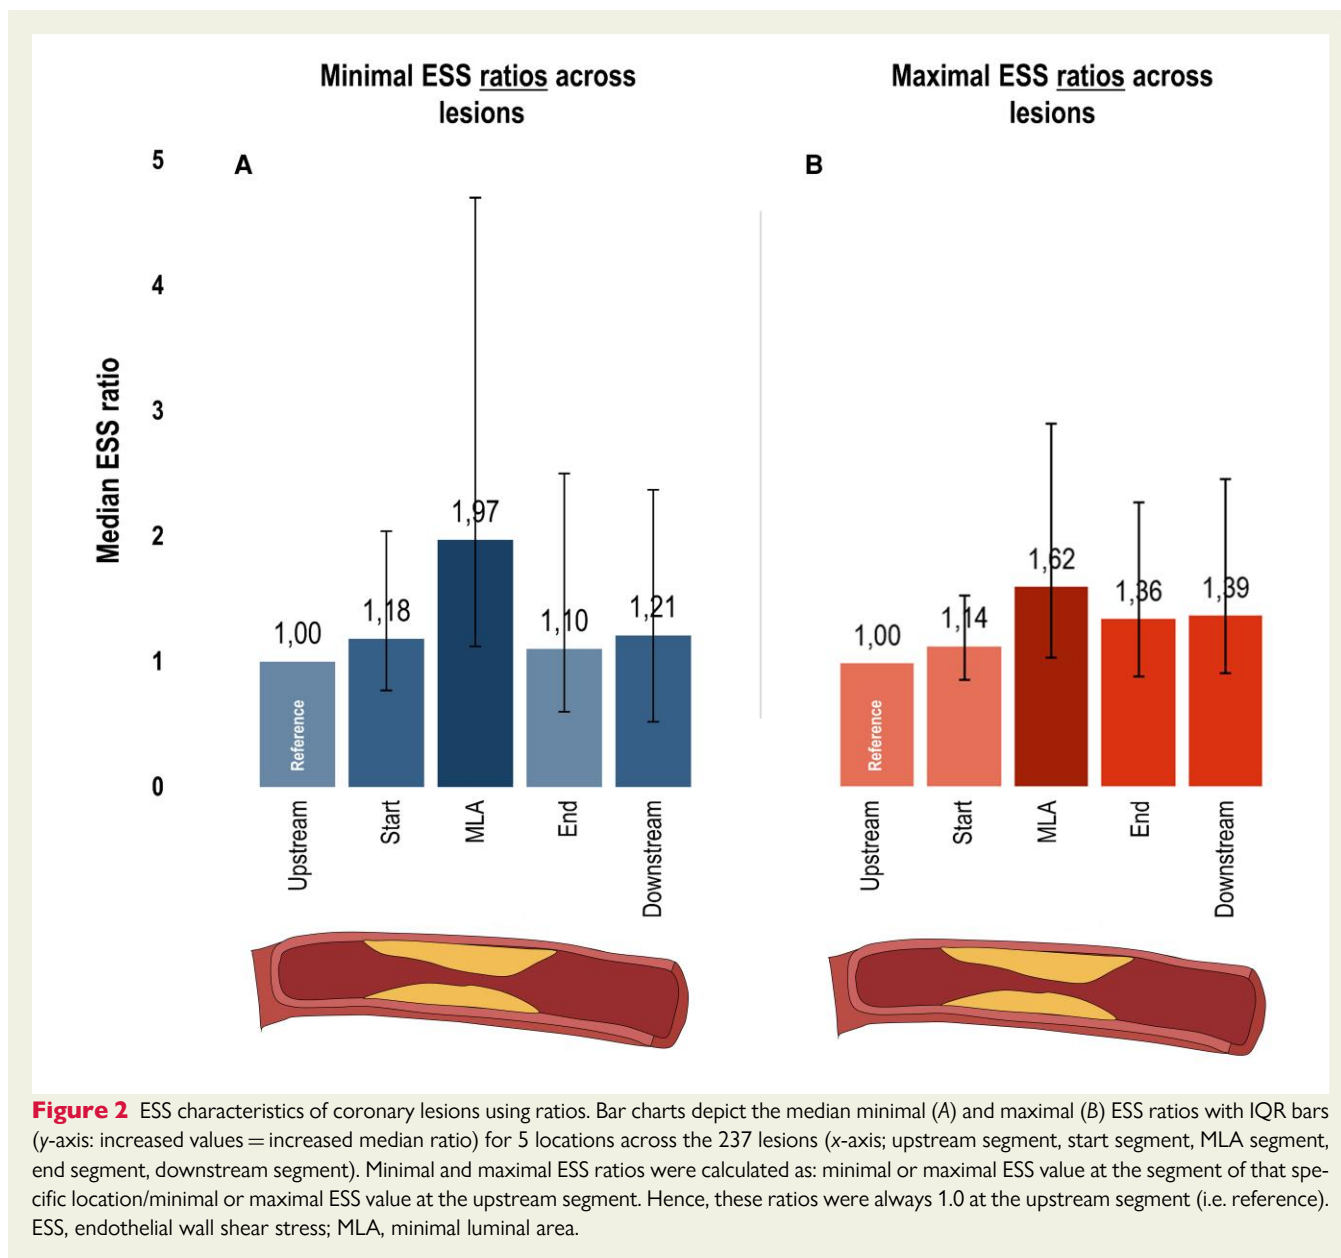 Minimal ESS ratios across
lesions
Maximal ESS ratios across
lesions
A
B
Median ESS ratio
5
4
3
2
1
0
1,00
1,18
1,97
1,10
1,21
Reference
Upstream
Start
MLA
End
Downstream
1,00
1,14
1,62
1,36
1,39
Reference
Upstream
Start
MLA
End
Downstream
Figure 2 ESS characteristics of coronary lesions using ratios. Bar charts depict the median minimal (A) and maximal (B) ESS ratios with IQR bars
(y-axis: increased values = increased median ratio) for 5 locations across the 237 lesions (x-axis; upstream segment, start segment, MLA segment,
end segment, downstream segment). Minimal and maximal ESS ratios were calculated as: minimal or maximal ESS value at the segment of that spe-
cific location/minimal or maximal ESS value at the upstream segment. Hence, these ratios were always 1.0 at the upstream segment (i.e. reference).
ESS, endothelial wall shear stress; MLA, minimal luminal area.